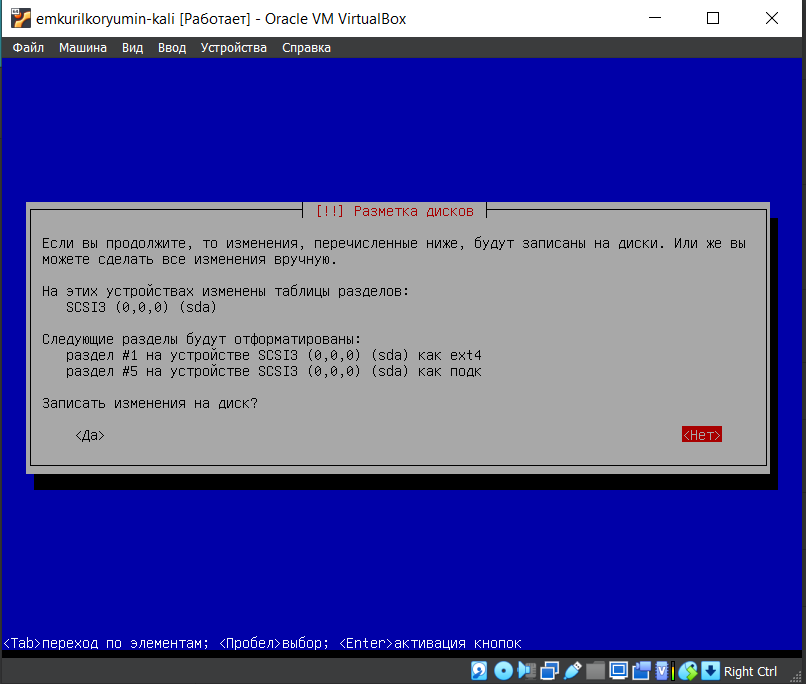 emkurilkoryumin-kali [Работает] - Oracle VM VirtualBox
Файл Машина Вид Ввод Устройства Справка
[!!] Разметка дисков
Если вы продолжите, то изменения, перечисленные ниже, будут записаны на диски. Или же вы
можете сделать все изменения вручную.
На этих устройствах изменены таблицы разделов:
SCSI3 (0,0,0) (sda)
Следующие разделы будут отформатированы:
раздел #1 на устройстве SCSI3 (0,0,0) (sda) как ext4
раздел #5 на устройстве SCSI3 (0,0,0) (sda) как подк
Записать изменения на диск?
<Да> <Нет>
<Tab>переход по элементам; <Пробел>выбор; <Enter>активация кнопок
Right Ctrl